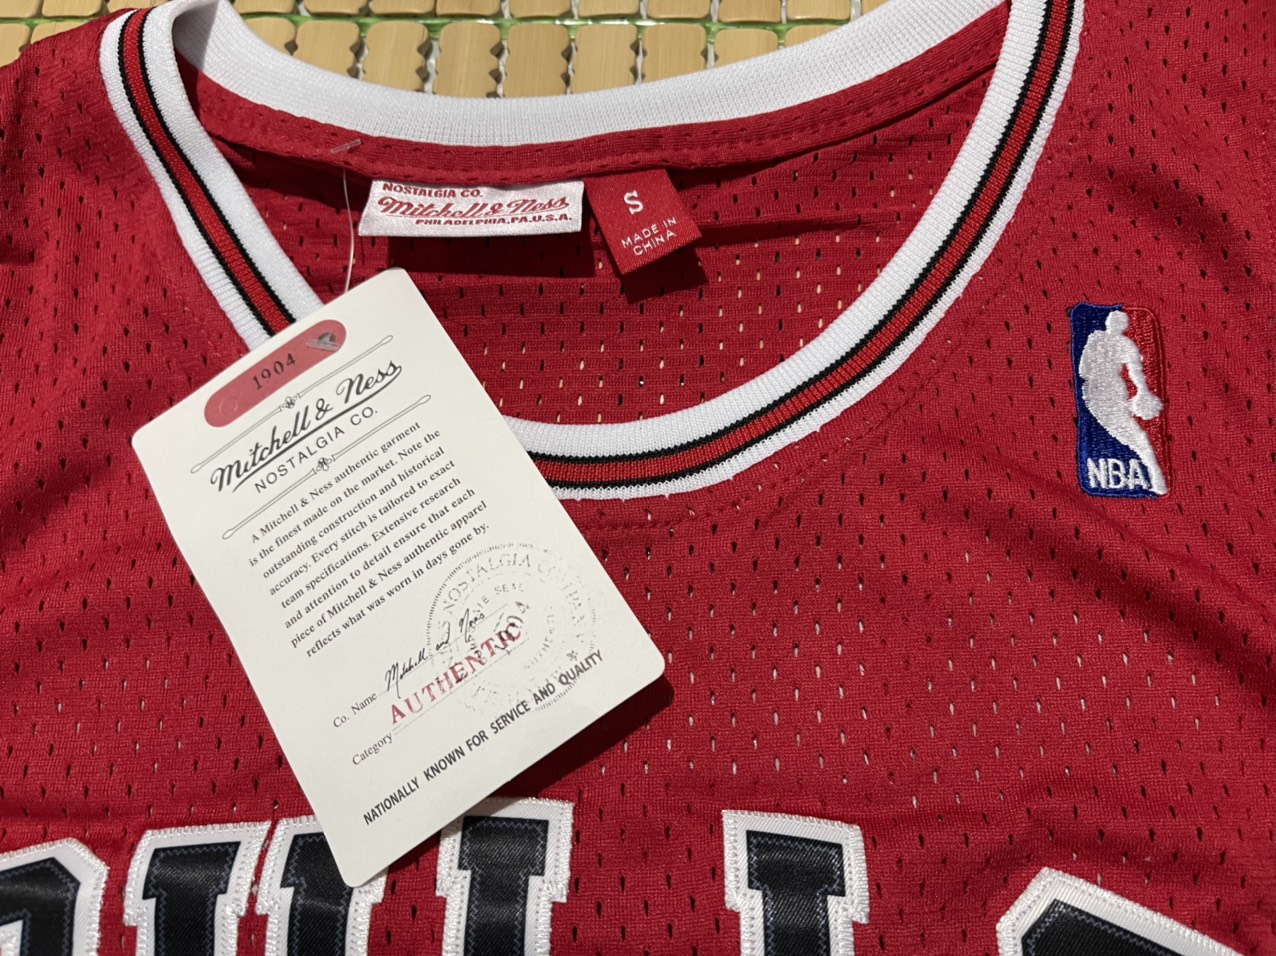 NOSTALGIA CO.
Mitchell & Ness
PHILADELPHIA, PA. U.S.A.
S
MADE IN
CHINA
1904
Mitchell & Ness
NOSTALGIA CO.
A Mitchell & Ness authentic garment
is the finest made on the market. Note the
outstanding construction and historical
accuracy. Every stitch is tailored to exact
team specifications. Extensive research
and attention to detail ensure that each
piece of Mitchell & Ness authentic apparel
reflects what was worn in days gone by.
NOSTALGIA COMPANY
1904
Co. Name Mitchell and Ness
Category AUTHENTIC
NATIONALLY KNOWN FOR SERVICE AND QUALITY
NBA